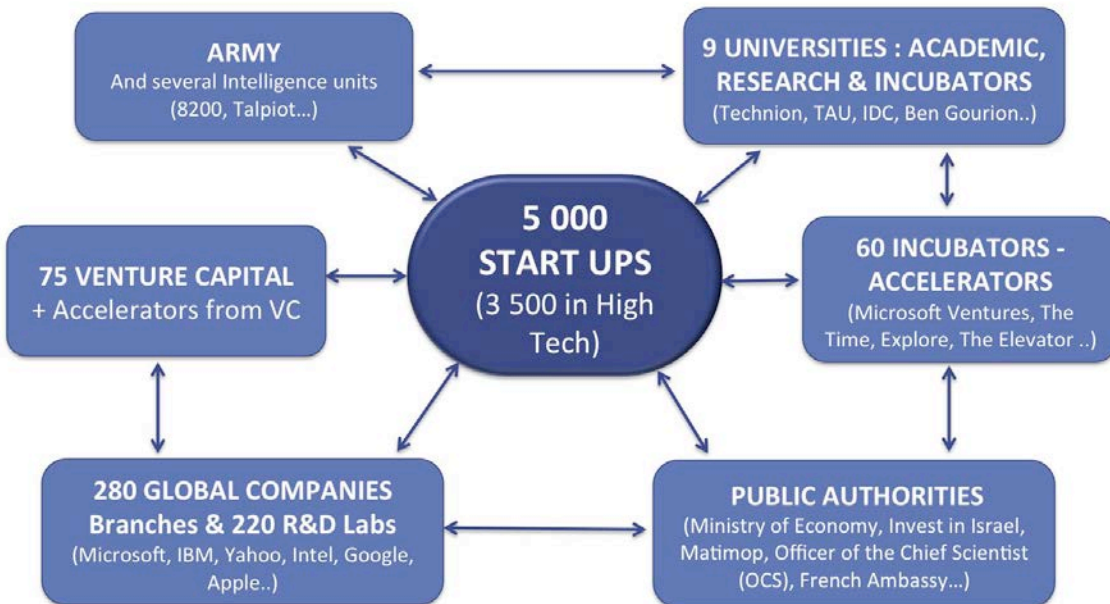 ARMY
And several Intelligence units
(8200, Talpiot…)
9 UNIVERSITIES : ACADEMIC,
RESEARCH & INCUBATORS
(Technion, TAU, IDC, Ben Gourion..)
75 VENTURE CAPITAL
+ Accelerators from VC
5 000
START UPS
(3 500 in High
Tech)
60 INCUBATORS -
ACCELERATORS
(Microsoft Ventures, The
Time, Explore, The Elevator ..)
280 GLOBAL COMPANIES
Branches & 220 R&D Labs
(Microsoft, IBM, Yahoo, Intel, Google,
Apple..)
PUBLIC AUTHORITIES
(Ministry of Economy, Invest in Israel,
Matimop, Officer of the Chief Scientist
(OCS), French Ambassy…)